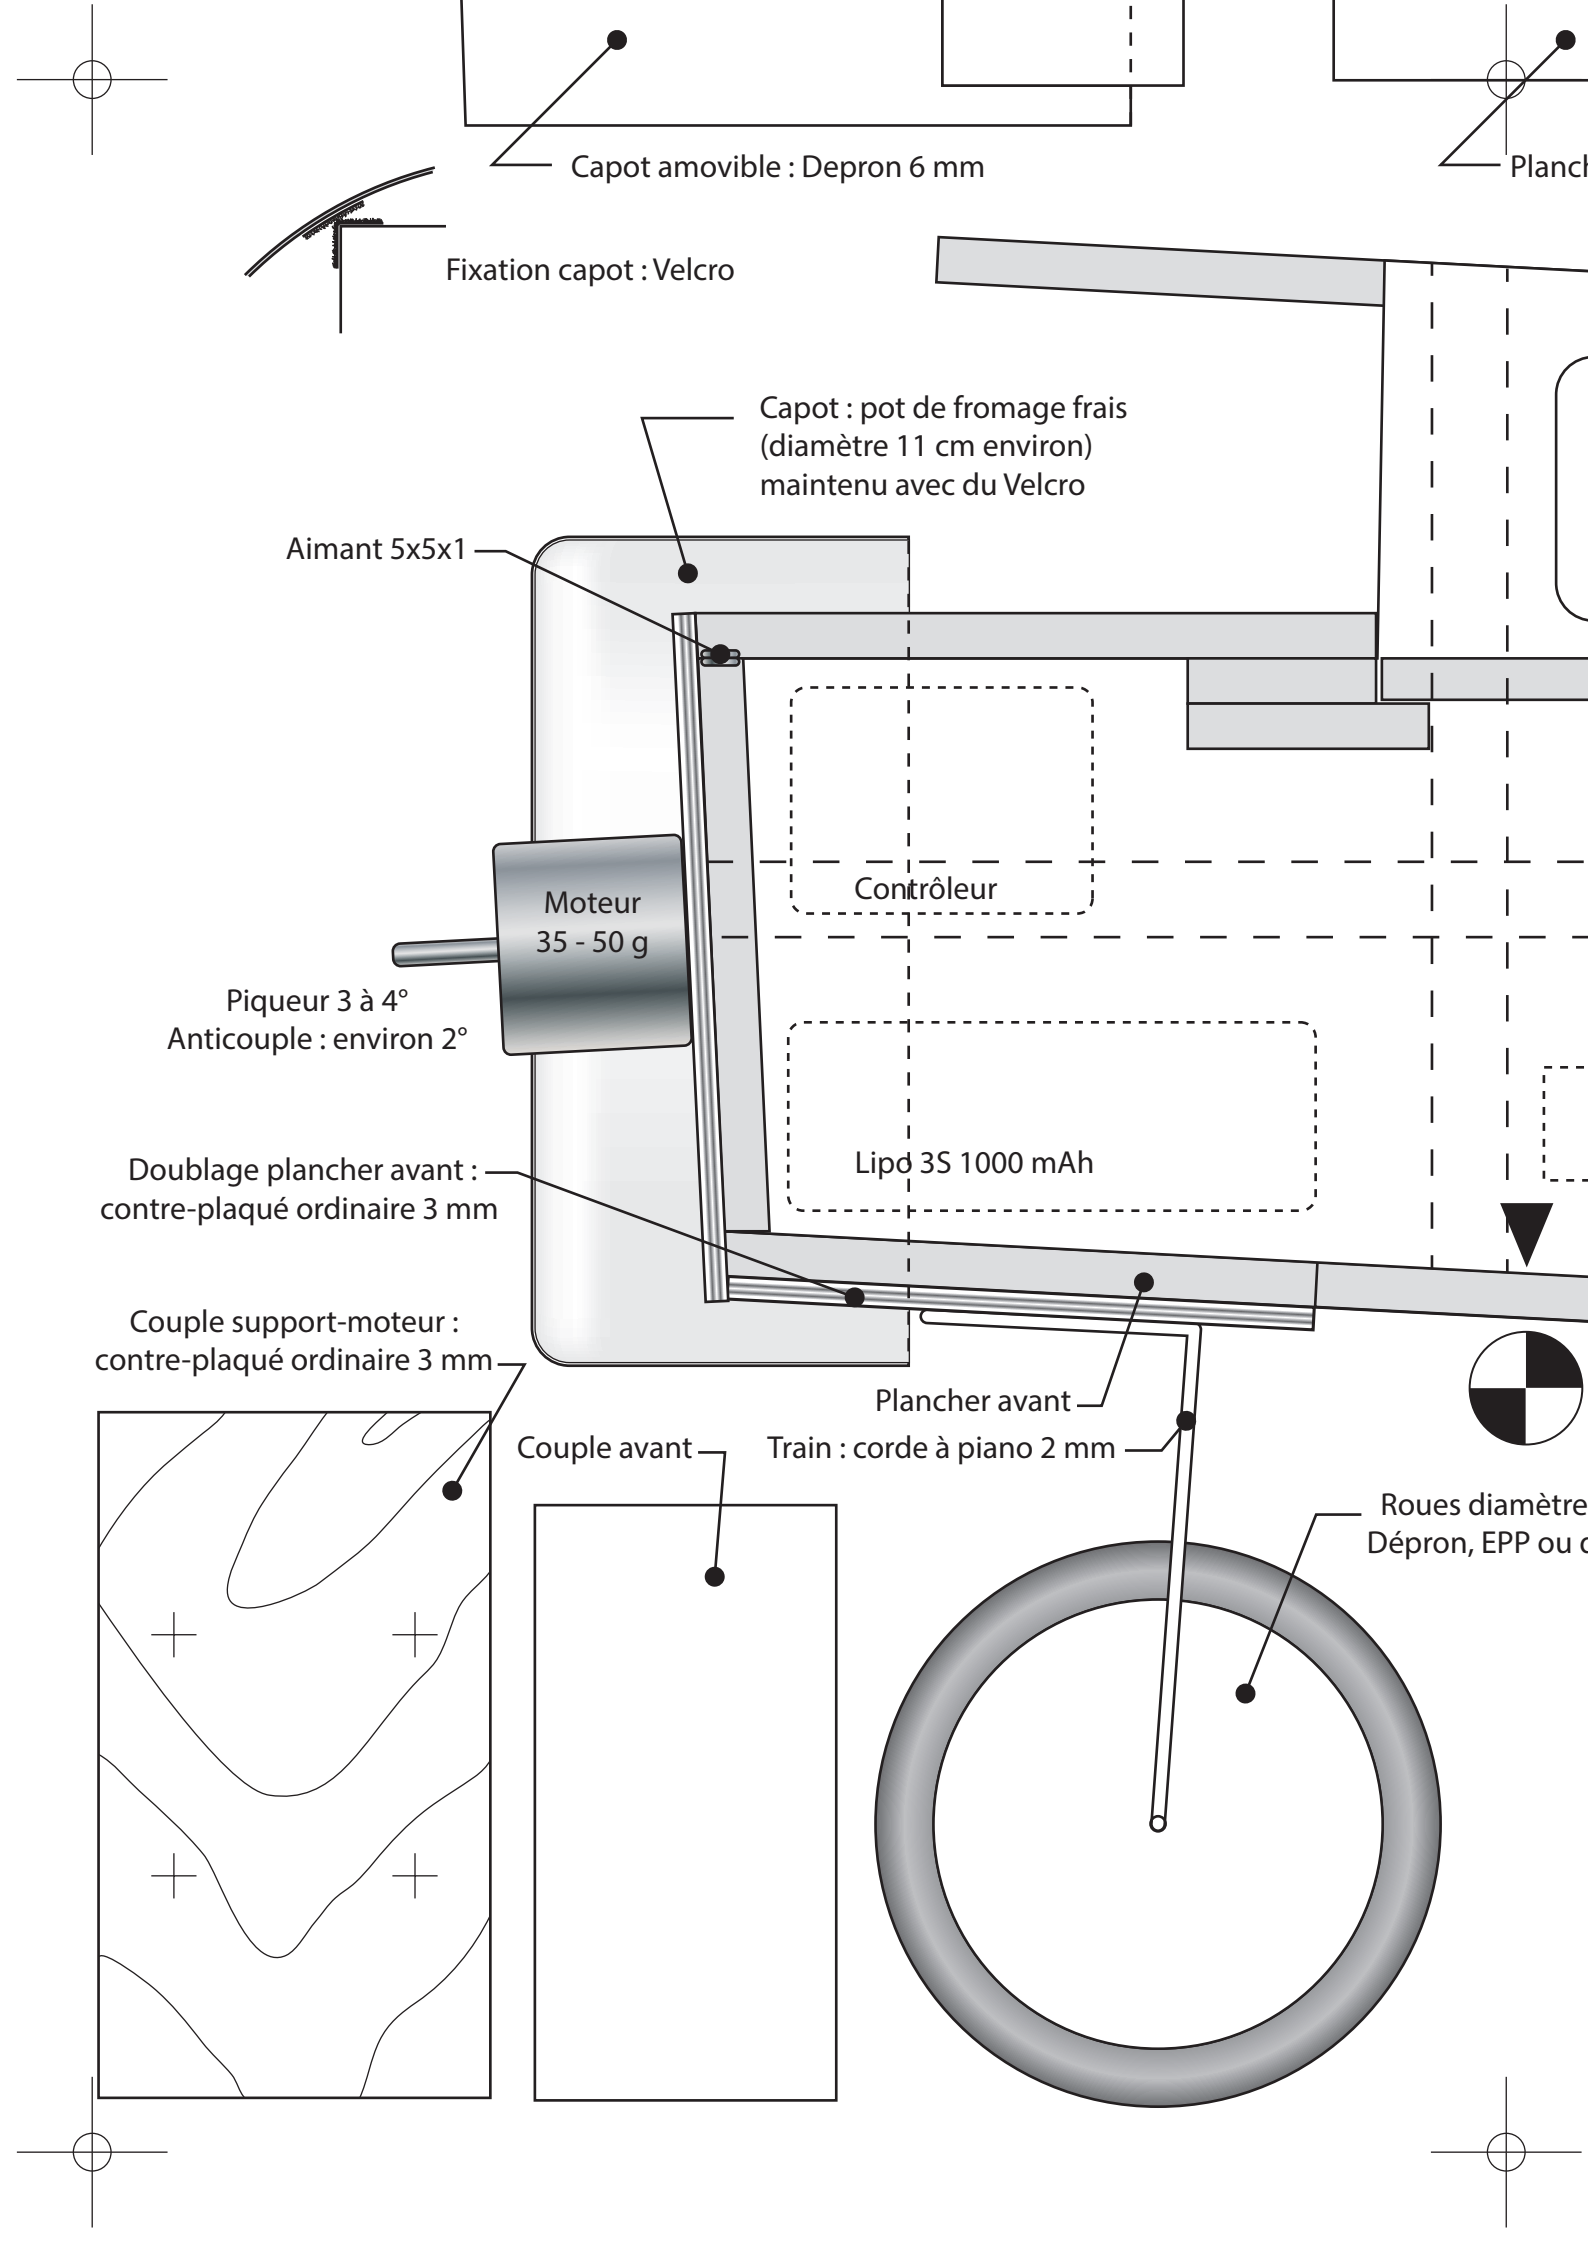 Capot amovible : Depron 6 mm
Fixation capot : Velcro
Capot : pot de fromage frais
(diamètre 11 cm environ)
maintenu avec du Velcro
Aimant 5x5x1
Contrôleur
Moteur
35 - 50 g
Piqueur 3 à 4°
Anticouple : environ 2°
Doublage plancher avant :
contre-plaqué ordinaire 3 mm
Lipo 3S 1000 mAh
Couple support-moteur :
contre-plaqué ordinaire 3 mm
Plancher avant
Couple avant
Train : corde à piano 2 mm
Roues diamètre
Dépron, EPP ou